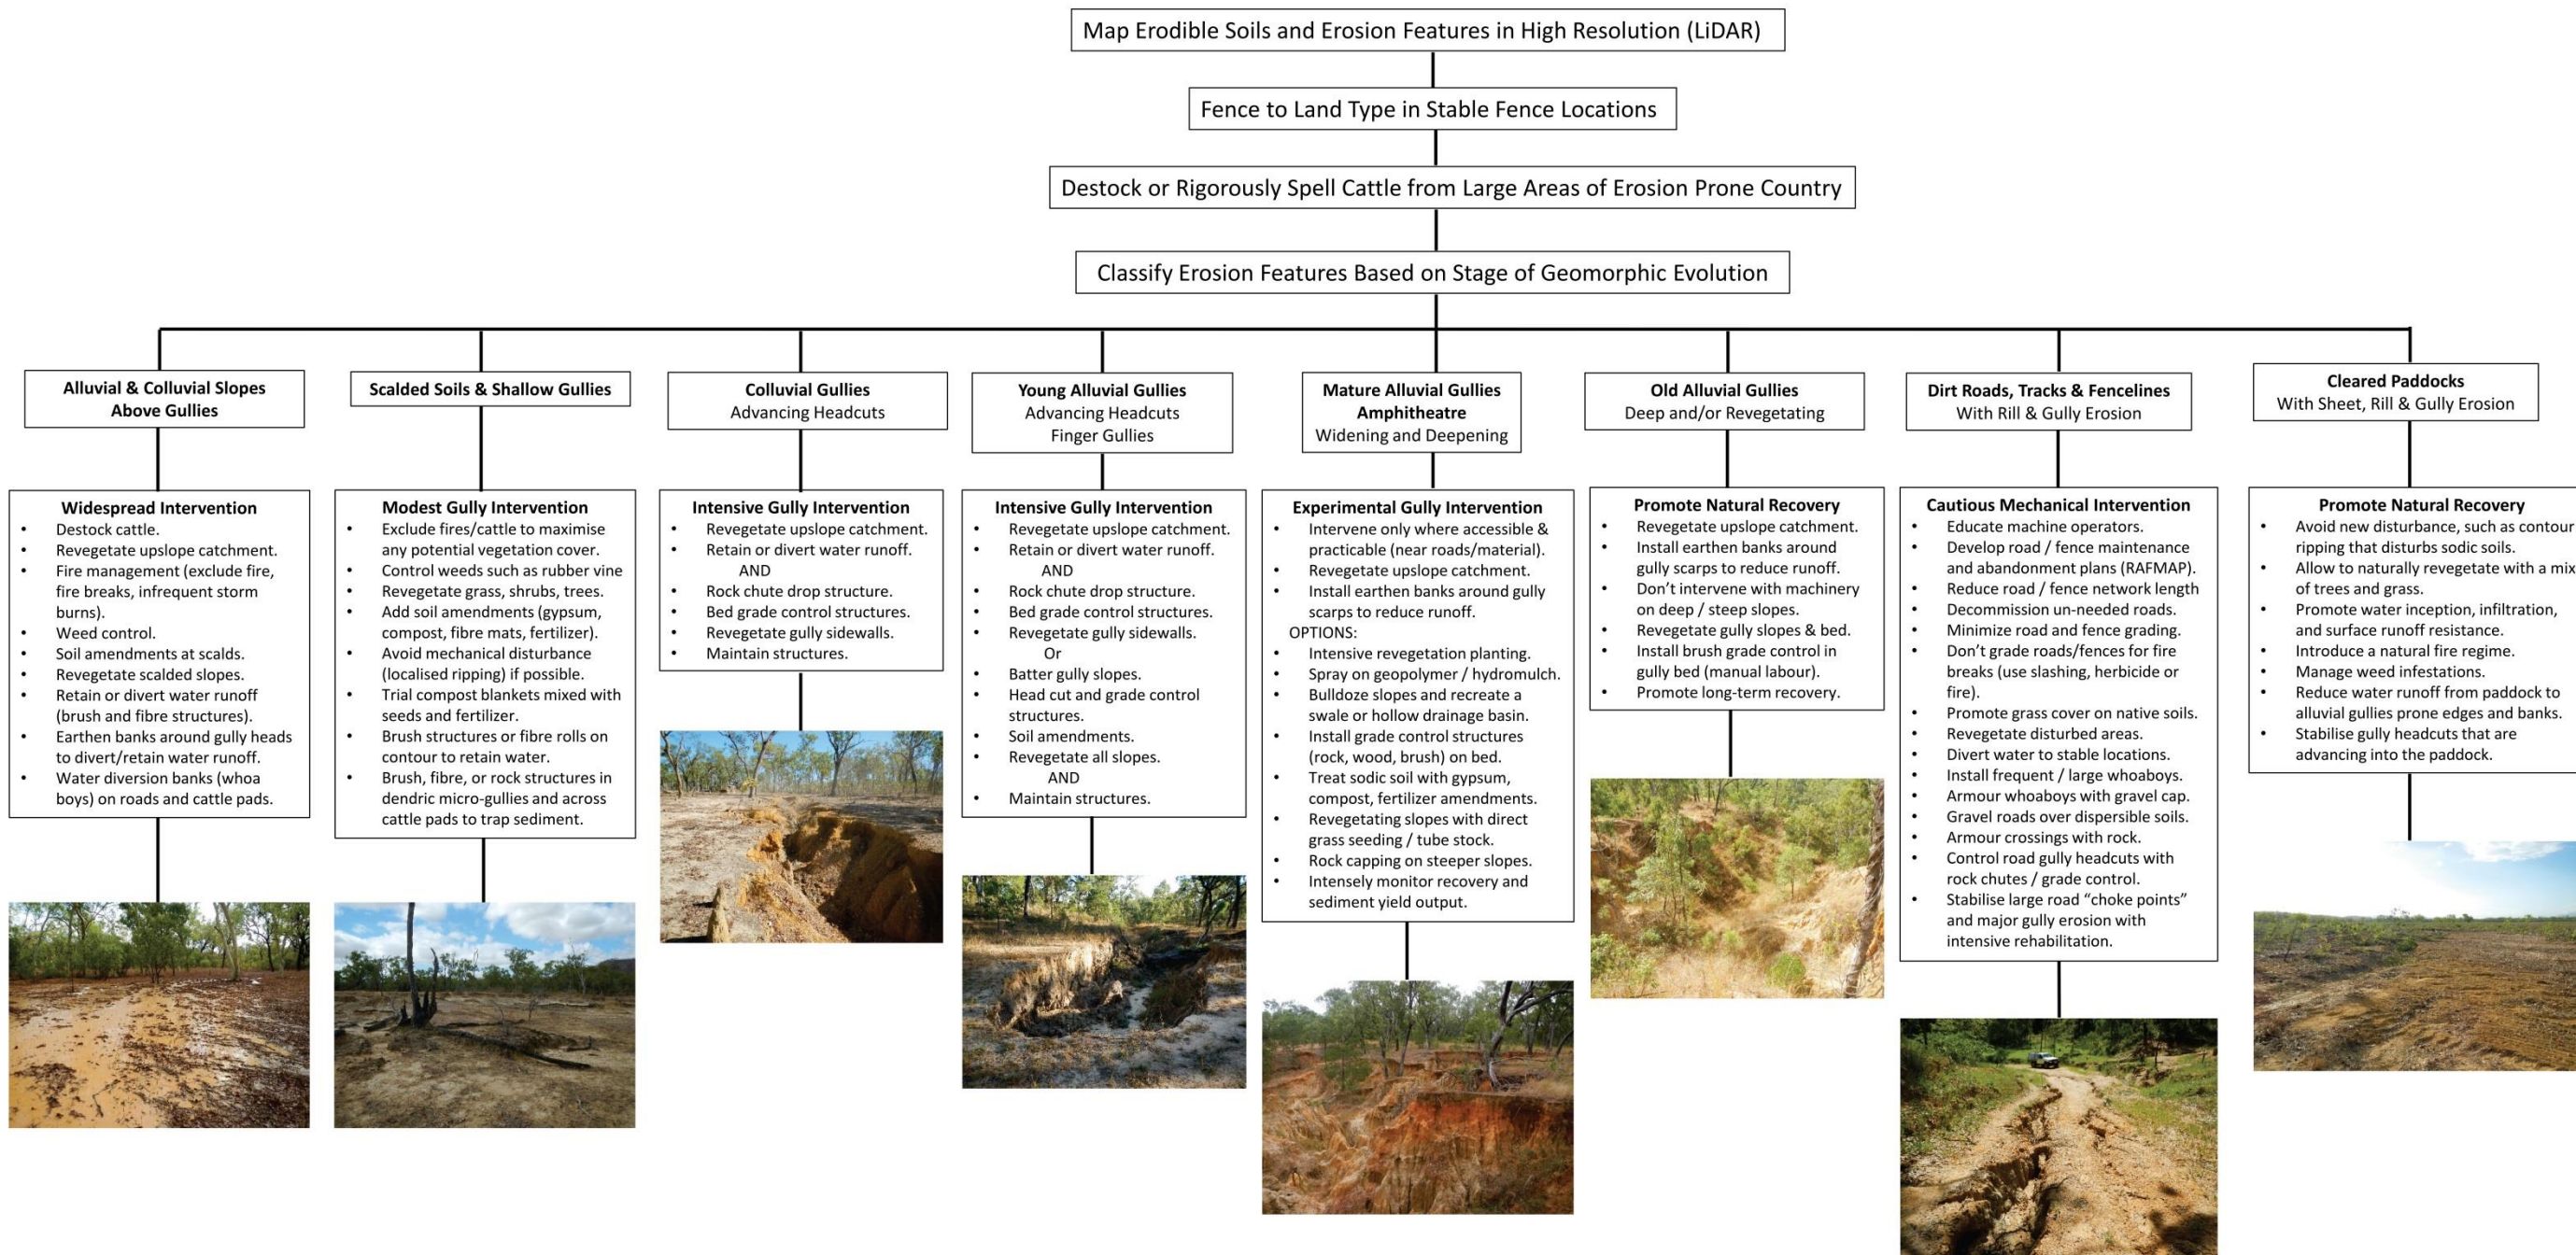 Map Erodible Soils and Erosion Features in High Resolution (LiDAR)
Fence to Land Type in Stable Fence Locations
Destock or Rigorously Spell Cattle from Large Areas of Erosion Prone Country
Classify Erosion Features Based on Stage of Geomorphic Evolution
Alluvial & Colluvial Slopes
Above Gullies
Widespread Intervention
• Destock cattle.
• Revegetate upslope catchment.
• Fire management (exclude fire,
fire breaks, infrequent storm
burns).
• Weed control.
• Soil amendments at scalds.
• Revegetate scalded slopes.
• Retain or divert water runoff
(brush and fibre structures).
• Earthen banks around gully heads
to divert/retain water runoff.
• Water diversion banks (whoa
boys) on roads and cattle pads.
Scalded Soils & Shallow Gullies
Modest Gully Intervention
• Exclude fires/cattle to maximise
any potential vegetation cover.
• Control weeds such as rubber vine
• Revegetate grass, shrubs, trees.
• Add soil amendments (gypsum,
compost, fibre mats, fertilizer).
• Avoid mechanical disturbance
(localised ripping) if possible.
• Trial compost blankets mixed with
seeds and fertilizer.
• Brush structures or fibre rolls on
contour to retain water.
• Brush, fibre, or rock structures in
dendric micro-gullies and across
cattle pads to trap sediment.
Colluvial Gullies
Advancing Headcuts
Intensive Gully Intervention
• Revegetate upslope catchment.
• Retain or divert water runoff.
AND
• Rock chute drop structure.
• Bed grade control structures.
• Revegetate gully sidewalls.
• Maintain structures.
Young Alluvial Gullies
Advancing Headcuts
Finger Gullies
Intensive Gully Intervention
• Revegetate upslope catchment.
• Retain or divert water runoff.
AND
• Rock chute drop structure.
• Bed grade control structures.
• Revegetate gully sidewalls.
Or
• Batter gully slopes.
• Head cut and grade control
structures.
• Soil amendments.
• Revegetate all slopes.
AND
• Maintain structures.
Mature Alluvial Gullies
Amphitheatre
Widening and Deepening
Experimental Gully Intervention
• Intervene only where accessible &
practicable (near roads/material).
• Revegetate upslope catchment.
• Install earthen banks around gully
scarps to reduce runoff.
OPTIONS:
• Intensive revegetation planting.
• Spray on geopolymer / hydromulch.
• Bulldoze slopes and recreate a
swale or hollow drainage basin.
• Install grade control structures
(rock, wood, brush) on bed.
• Treat sodic soil with gypsum,
compost, fertilizer amendments.
• Revegetating slopes with direct
grass seeding / tube stock.
• Rock capping on steeper slopes.
• Intensely monitor recovery and
sediment yield output.
Old Alluvial Gullies
Deep and/or Revegetating
Promote Natural Recovery
• Revegetate upslope catchment.
• Install earthen banks around
gully scarps to reduce runoff.
• Don’t intervene with machinery
on deep / steep slopes.
• Revegetate gully slopes & bed.
• Install brush grade control in
gully bed (manual labour).
• Promote long-term recovery.
Dirt Roads, Tracks & Fencelines
With Rill & Gully Erosion
Cautious Mechanical Intervention
• Educate machine operators.
• Develop road / fence maintenance
and abandonment plans (RAFMAP).
• Reduce road / fence network length
• Decommission un-needed roads.
• Minimize road and fence grading.
• Don’t grade roads/fences for fire
breaks (use slashing, herbicide or
fire).
• Promote grass cover on native soils.
• Revegetate disturbed areas.
• Divert water to stable locations.
• Install frequent / large whoaboys.
• Armour whoaboys with gravel cap.
• Gravel roads over dispersible soils.
• Armour crossings with rock.
• Control road gully headcuts with
rock chutes / grade control.
• Stabilise large road “choke points”
and major gully erosion with
intensive rehabilitation.
Cleared Paddocks
With Sheet, Rill & Gully Erosion
Promote Natural Recovery
• Avoid new disturbance, such as contour
ripping that disturbs sodic soils.
• Allow to naturally revegetate with a mix
of trees and grass.
• Promote water inception, infiltration,
and surface runoff resistance.
• Introduce a natural fire regime.
• Manage weed infestations.
• Reduce water runoff from paddock to
alluvial gullies prone edges and banks.
• Stabilise gully headcuts that are
advancing into the paddock.